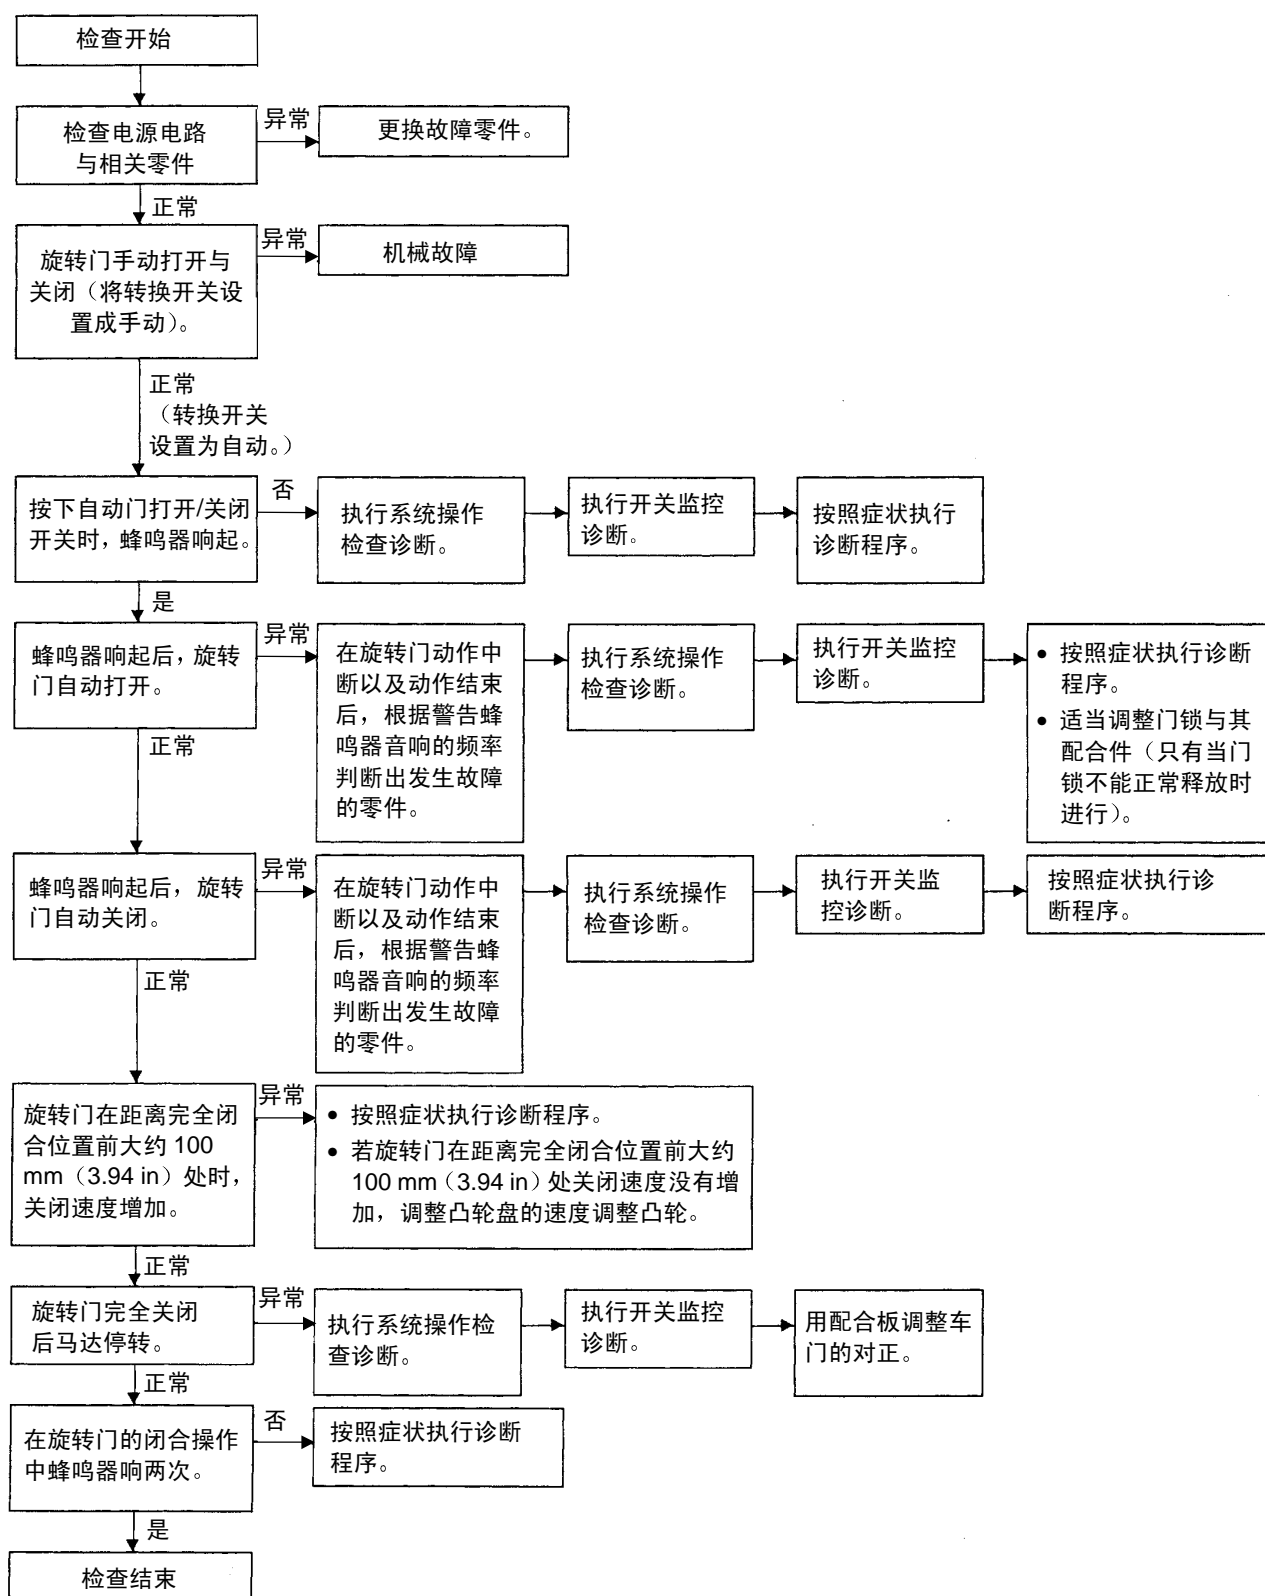 检查开始
检查电源电路
与相关零件
异常
更换故障零件。
正常
旋转门手动打开与
关闭（将转换开关设
置成手动）。
异常
机械故障
正常
（转换开关
设置为自动。）
按下自动门打开/关闭
开关时，蜂鸣器响起。
否
执行系统操作
检查诊断。
执行开关监控
诊断。
按照症状执行
诊断程序。
是
蜂鸣器响起后，旋转
门自动打开。
异常
在旋转门动作中
断以及动作结束
后，根据警告蜂
鸣器音响的频率
判断出发生故障
的零件。
执行系统操作
检查诊断。
执行开关监控
诊断。
• 按照症状执行诊断
程序。
• 适当调整门锁与其
配合件（只有当门
锁不能正常释放时
进行）。
正常
蜂鸣器响起后，旋转
门自动关闭。
异常
在旋转门动作中
断以及动作结束
后，根据警告蜂
鸣器音响的频率
判断出发生故障
的零件。
执行系统操作
检查诊断。
执行开关监
控诊断。
按照症状执行诊
断程序。
正常
旋转门在距离完全闭
合位置前大约 100
mm（3.94 in）处时，
关闭速度增加。
异常
• 按照症状执行诊断程序。
• 若旋转门在距离完全闭合位置前大约
100 mm（3.94 in）处关闭速度没有增
加，调整凸轮盘的速度调整凸轮。
正常
旋转门完全关闭
后马达停转。
异常
执行系统操作检
查诊断。
执行开关监控
诊断。
用配合板调整车
门的对正。
正常
在旋转门的闭合操作
中蜂鸣器响两次。
否
按照症状执行诊断
程序。
是
检查结束